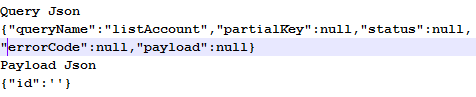 Query Json
{"queryName":"listAccount","partialKey":null,"status":null,
"errorCode":null,"payload":null}
Payload Json
{"id":''}